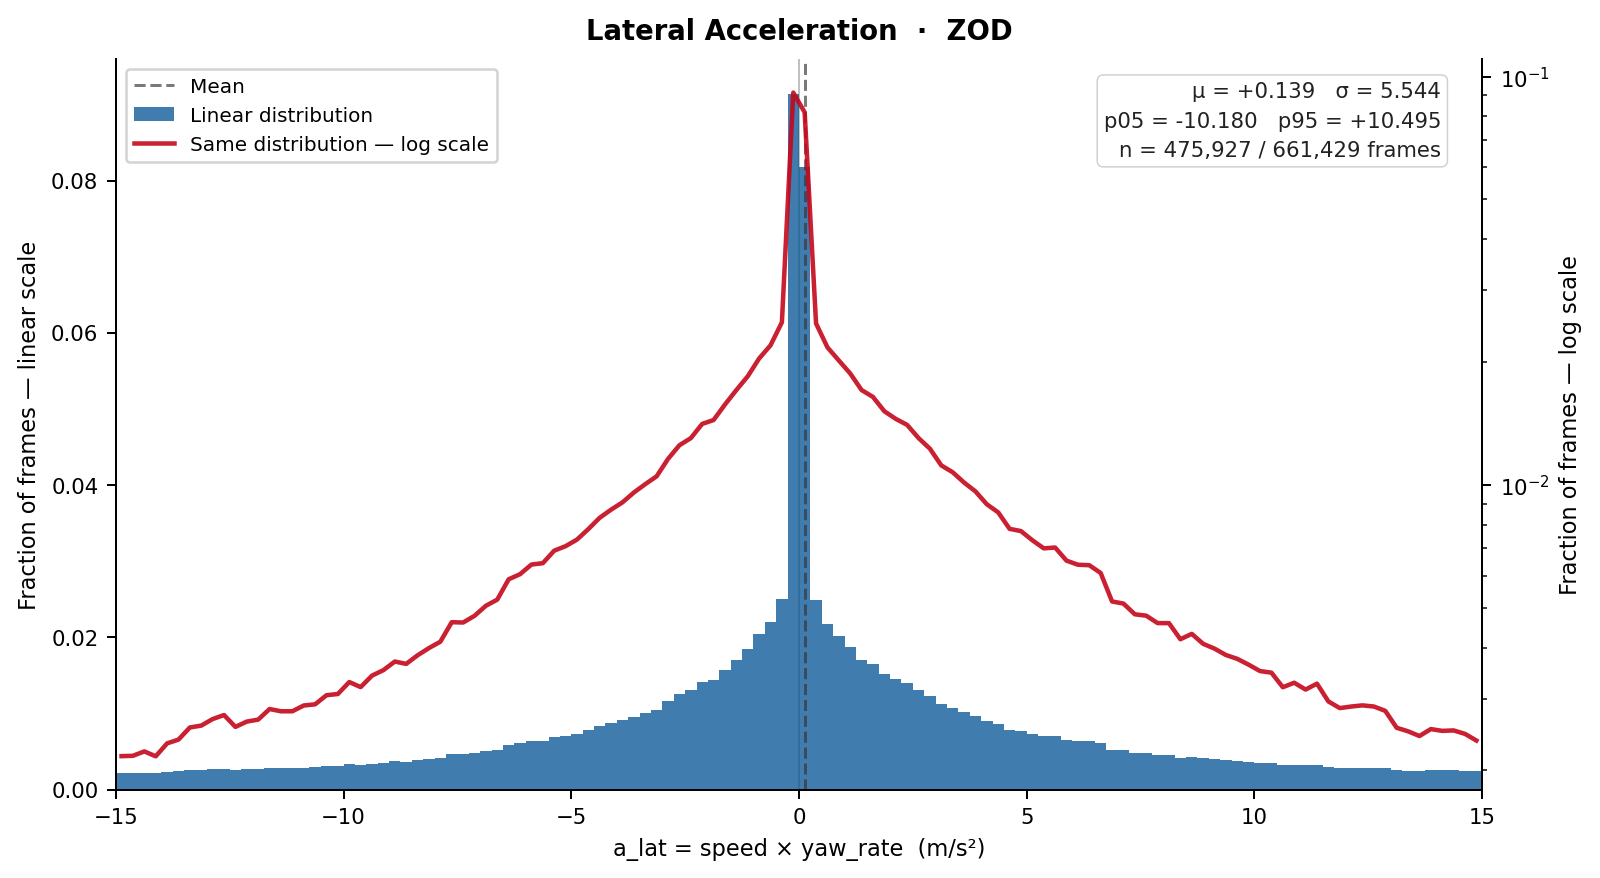 Lateral Acceleration · ZOD
Mean
Linear distribution
Same distribution — log scale
μ = +0.139 σ = 5.544
p05 = -10.180 p95 = +10.495
n = 475,927 / 661,429 frames
Fraction of frames — linear scale
0.08
0.06
0.04
0.02
0.00
10⁻¹
10⁻²
Fraction of frames — log scale
−15 −10 −5 0 5 10 15
a_lat = speed × yaw_rate (m/s²)